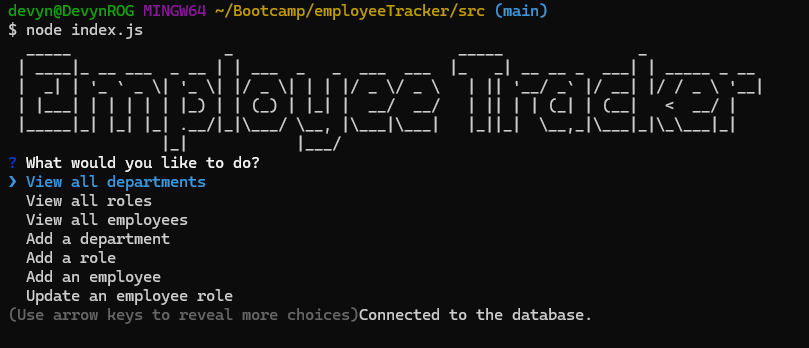 devyn@DevynROG MINGW64 ~/Bootcamp/employeeTracker/src (main)
$ node index.js
Employee Tracker
? What would you like to do?
❯ View all departments
View all roles
View all employees
Add a department
Add a role
Add an employee
Update an employee role
(Use arrow keys to reveal more choices)Connected to the database.